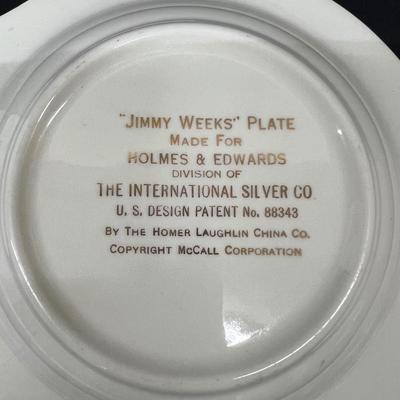 "JIMMY WEEKS" PLATE
MADE FOR
HOLMES & EDWARDS
DIVISION OF
THE INTERNATIONAL SILVER CO.
U. S. DESIGN PATENT No. 88343
BY THE HOMER LAUGHLIN CHINA CO.
COPYRIGHT MCCALL CORPORATION